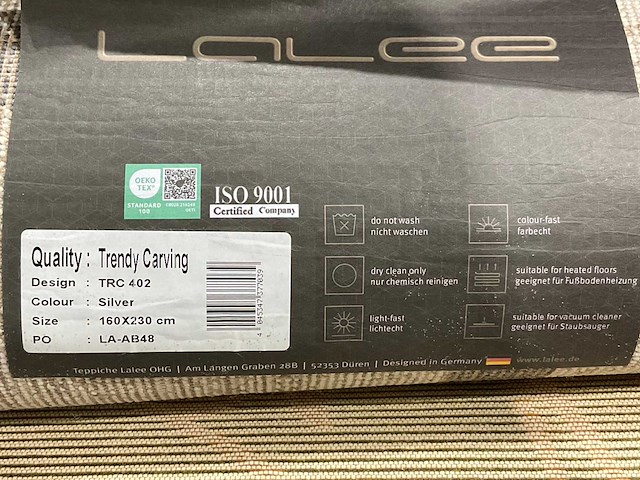 LALEE
OEKO
TEX®
STANDARD
100
ISO 9001
Certified Company
Quality : Trendy Carving
Design : TRC 402
Colour : Silver
Size : 160X230 cm
PO : LA-AB48
do not wash
nicht waschen
colour-fast
farbecht
dry clean only
nur chemisch reinigen
suitable for heated floors
geeignet für Fußbodenheizung
light-fast
lichtecht
suitable for vacuum cleaner
geeignet für Staubsauger
Teppiche Lalee OHG | Am Langen Graben 28B | 52353 Düren | Designed in Germany www.lalee.de